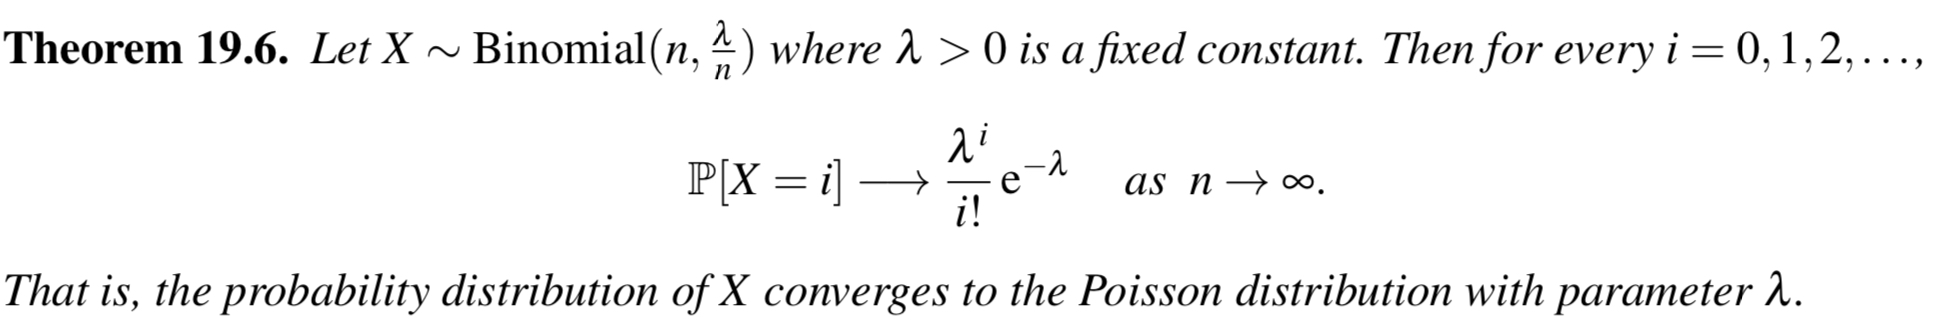 Theorem 19.6. Let X ∼ Binomial(n, λ/n) where λ > 0 is a fixed constant. Then for every i = 0,1,2,...,
ℙ[X = i] ⟶ λ^i/i! e^{−λ} as n → ∞.
That is, the probability distribution of X converges to the Poisson distribution with parameter λ.